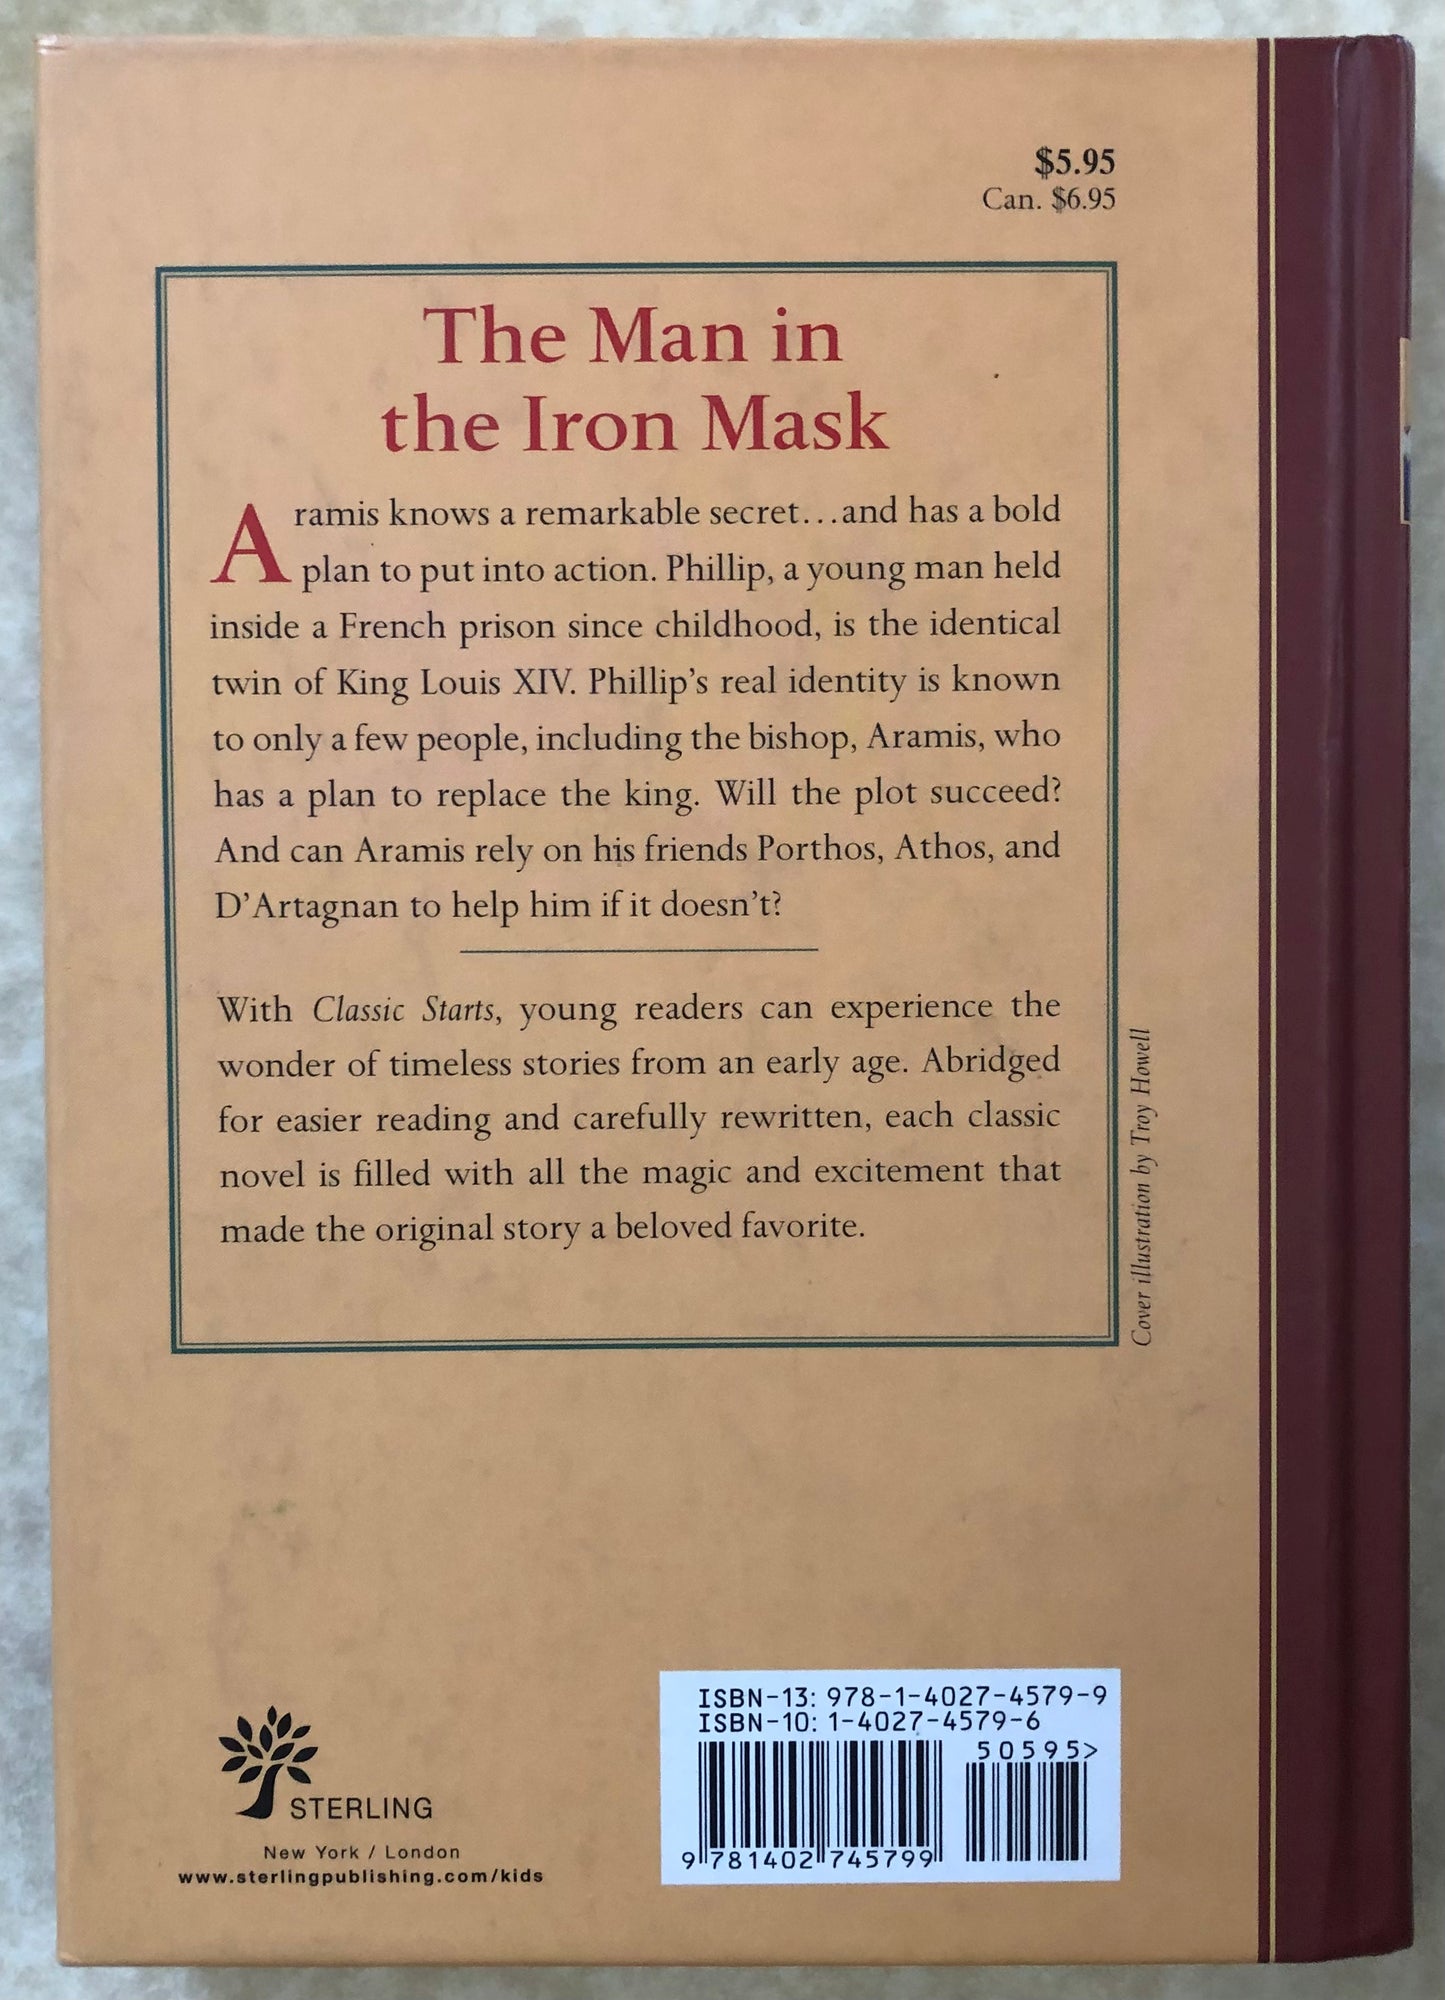 $5.95
Can. $6.95
The Man in
the Iron Mask
Aramis knows a remarkable secret...and has a bold
plan to put into action. Phillip, a young man held
inside a French prison since childhood, is the identical
twin of King Louis XIV. Phillip's real identity is known
to only a few people, including the bishop, Aramis, who
has a plan to replace the king. Will the plot succeed?
And can Aramis rely on his friends Porthos, Athos, and
D'Artagnan to help him if it doesn't?
With Classic Starts, young readers can experience the
wonder of timeless stories from an early age. Abridged
for easier reading and carefully rewritten, each classic
novel is filled with all the magic and excitement that
made the original story a beloved favorite.
Cover illustration by Troy Howell
STERLING
New York / London
www.sterlingpublishing.com/kids
ISBN-13: 978-1-4027-4579-9
ISBN-10: 1-4027-4579-6
50595>
9 781402 745799